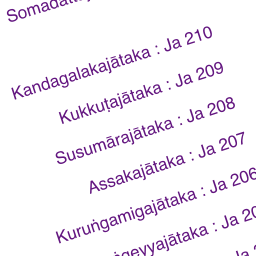 Kandagalakajātaka : Ja 210
Kukkuṭajātaka : Ja 209
Susumārajātaka : Ja 208
Assakajātaka : Ja 207
Kuruṅgamigajātaka : Ja 206